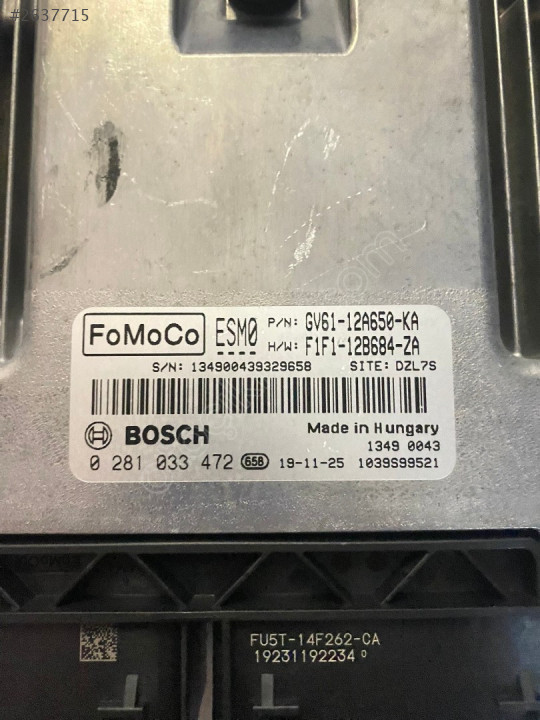 #2537715
FoMoCo ESM0 P/N: GV61-12A650-KA
H/W: F1F1-12B684-ZA
S/N: 134900439329658 SITE: DZL7S
BOSCH Made in Hungary
1349 0043
0 281 033 472 658 19-11-25 1039S99521
FU5T-14F262-CA
19231192234